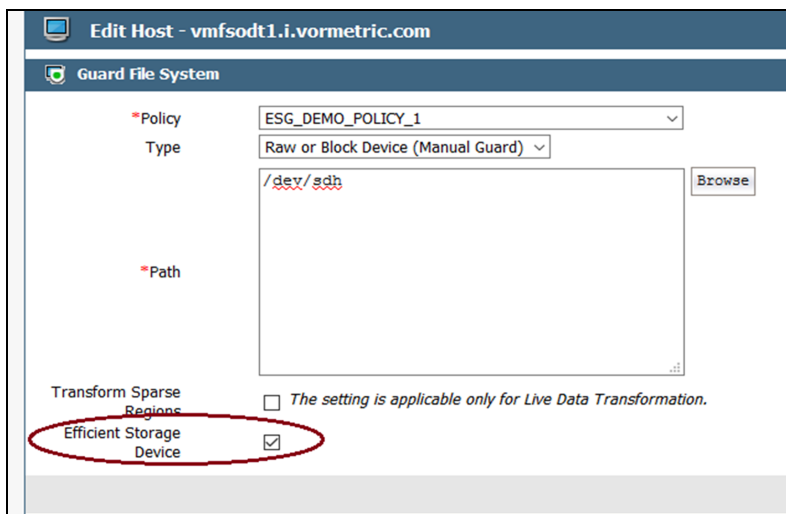 Edit Host - vmfsodt1.i.vormetric.com
Guard File System
*Policy ESG_DEMO_POLICY_1
Type Raw or Block Device (Manual Guard)
/dev/sdh Browse
*Path
Transform Sparse
Regions The setting is applicable only for Live Data Transformation.
Efficient Storage
Device